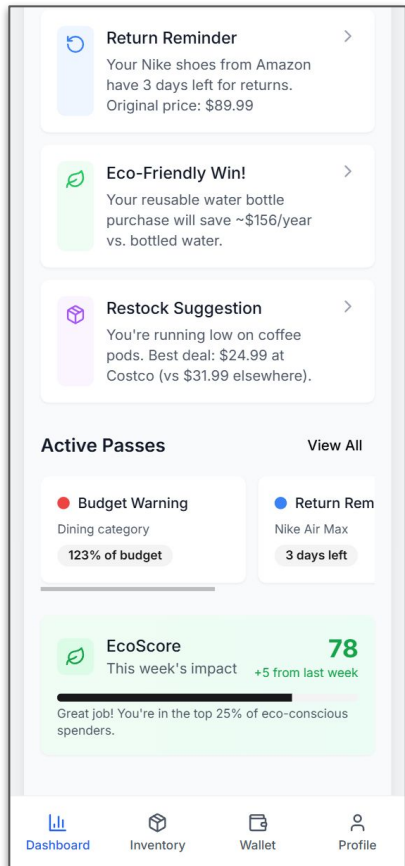 Return Reminder
Your Nike shoes from Amazon
have 3 days left for returns.
Original price: $89.99
Eco-Friendly Win!
Your reusable water bottle
purchase will save ~$156/year
vs. bottled water.
Restock Suggestion
You're running low on coffee
pods. Best deal: $24.99 at
Costco (vs $31.99 elsewhere).
Active Passes
View All
Budget Warning
Dining category
123% of budget
Return Rem
Nike Air Max
3 days left
EcoScore
This week's impact
78
+5 from last week
Great job! You're in the top 25% of eco-conscious
spenders.
Dashboard
Inventory
Wallet
Profile